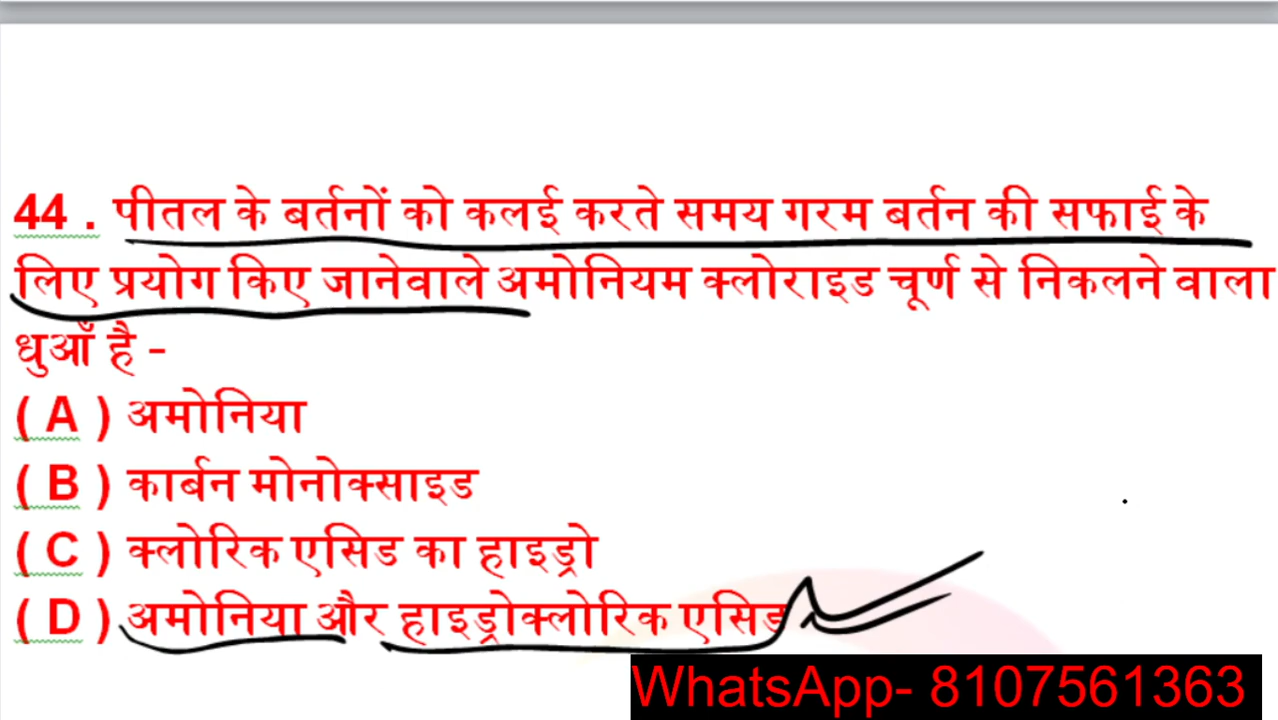 44 . पीतल के बर्तनों को कलई करते समय गरम बर्तन की सफाई के
लिए प्रयोग किए जानेवाले अमोनियम क्लोराइड चूर्ण से निकलने वाला
धुआँ है -
( A ) अमोनिया
( B ) कार्बन मोनोक्साइड
( C ) क्लोरिक एसिड का हाइड्रो
( D ) अमोनिया और हाइड्रोक्लोरिक एसिड
WhatsApp- 8107561363